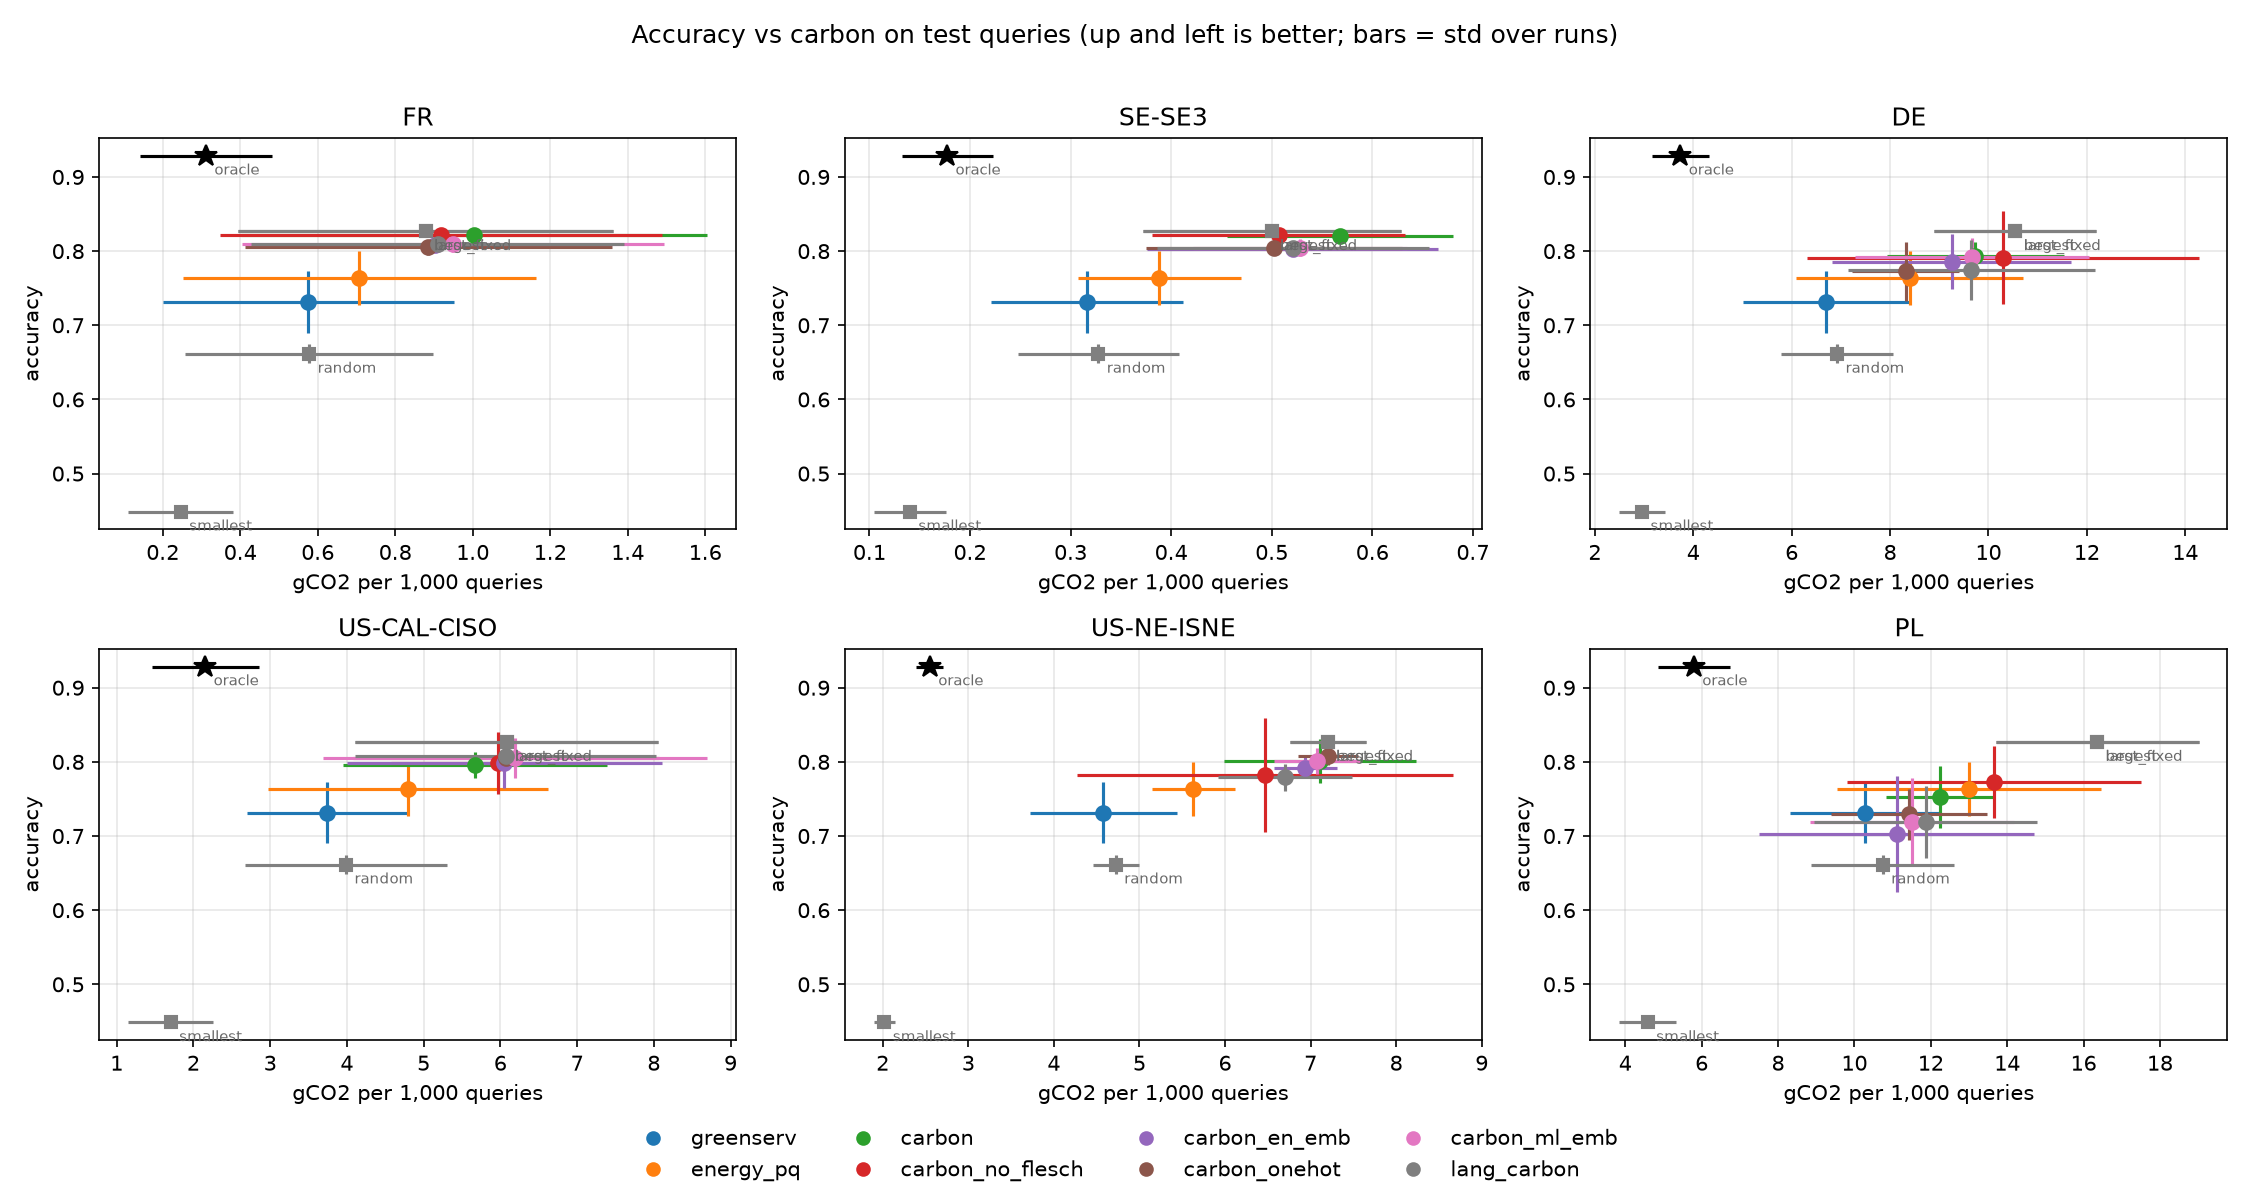 Accuracy vs carbon on test queries (up and left is better; bars = std over runs)
FR
accuracy
0.9
0.8
0.7
0.6
0.5
oracle
random
smallest
0.2 0.4 0.6 0.8 1.0 1.2 1.4 1.6
gCO2 per 1,000 queries
SE-SE3
accuracy
0.9
0.8
0.7
0.6
0.5
oracle
random
smallest
0.1 0.2 0.3 0.4 0.5 0.6 0.7
gCO2 per 1,000 queries
DE
accuracy
0.9
0.8
0.7
0.6
0.5
oracle
random
smallest
2 4 6 8 10 12 14
gCO2 per 1,000 queries
US-CAL-CISO
accuracy
0.9
0.8
0.7
0.6
0.5
oracle
random
smallest
1 2 3 4 5 6 7 8 9
gCO2 per 1,000 queries
US-NE-ISNE
accuracy
0.9
0.8
0.7
0.6
0.5
oracle
random
smallest
2 3 4 5 6 7 8 9
gCO2 per 1,000 queries
PL
accuracy
0.9
0.8
0.7
0.6
0.5
oracle
random
smallest
4 6 8 10 12 14 16 18
gCO2 per 1,000 queries
greenserv carbon carbon_en_emb carbon_ml_emb
energy_pq carbon_no_flesch carbon_onehot lang_carbon